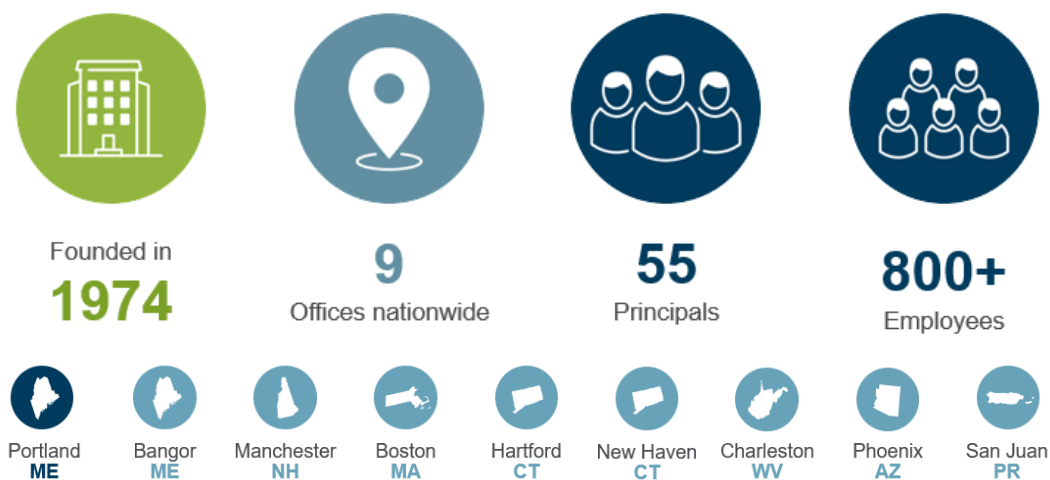 Founded in
1974
9
Offices nationwide
55
Principals
800+
Employees
Portland
ME
Bangor
ME
Manchester
NH
Boston
MA
Hartford
CT
New Haven
CT
Charleston
WV
Phoenix
AZ
San Juan
PR